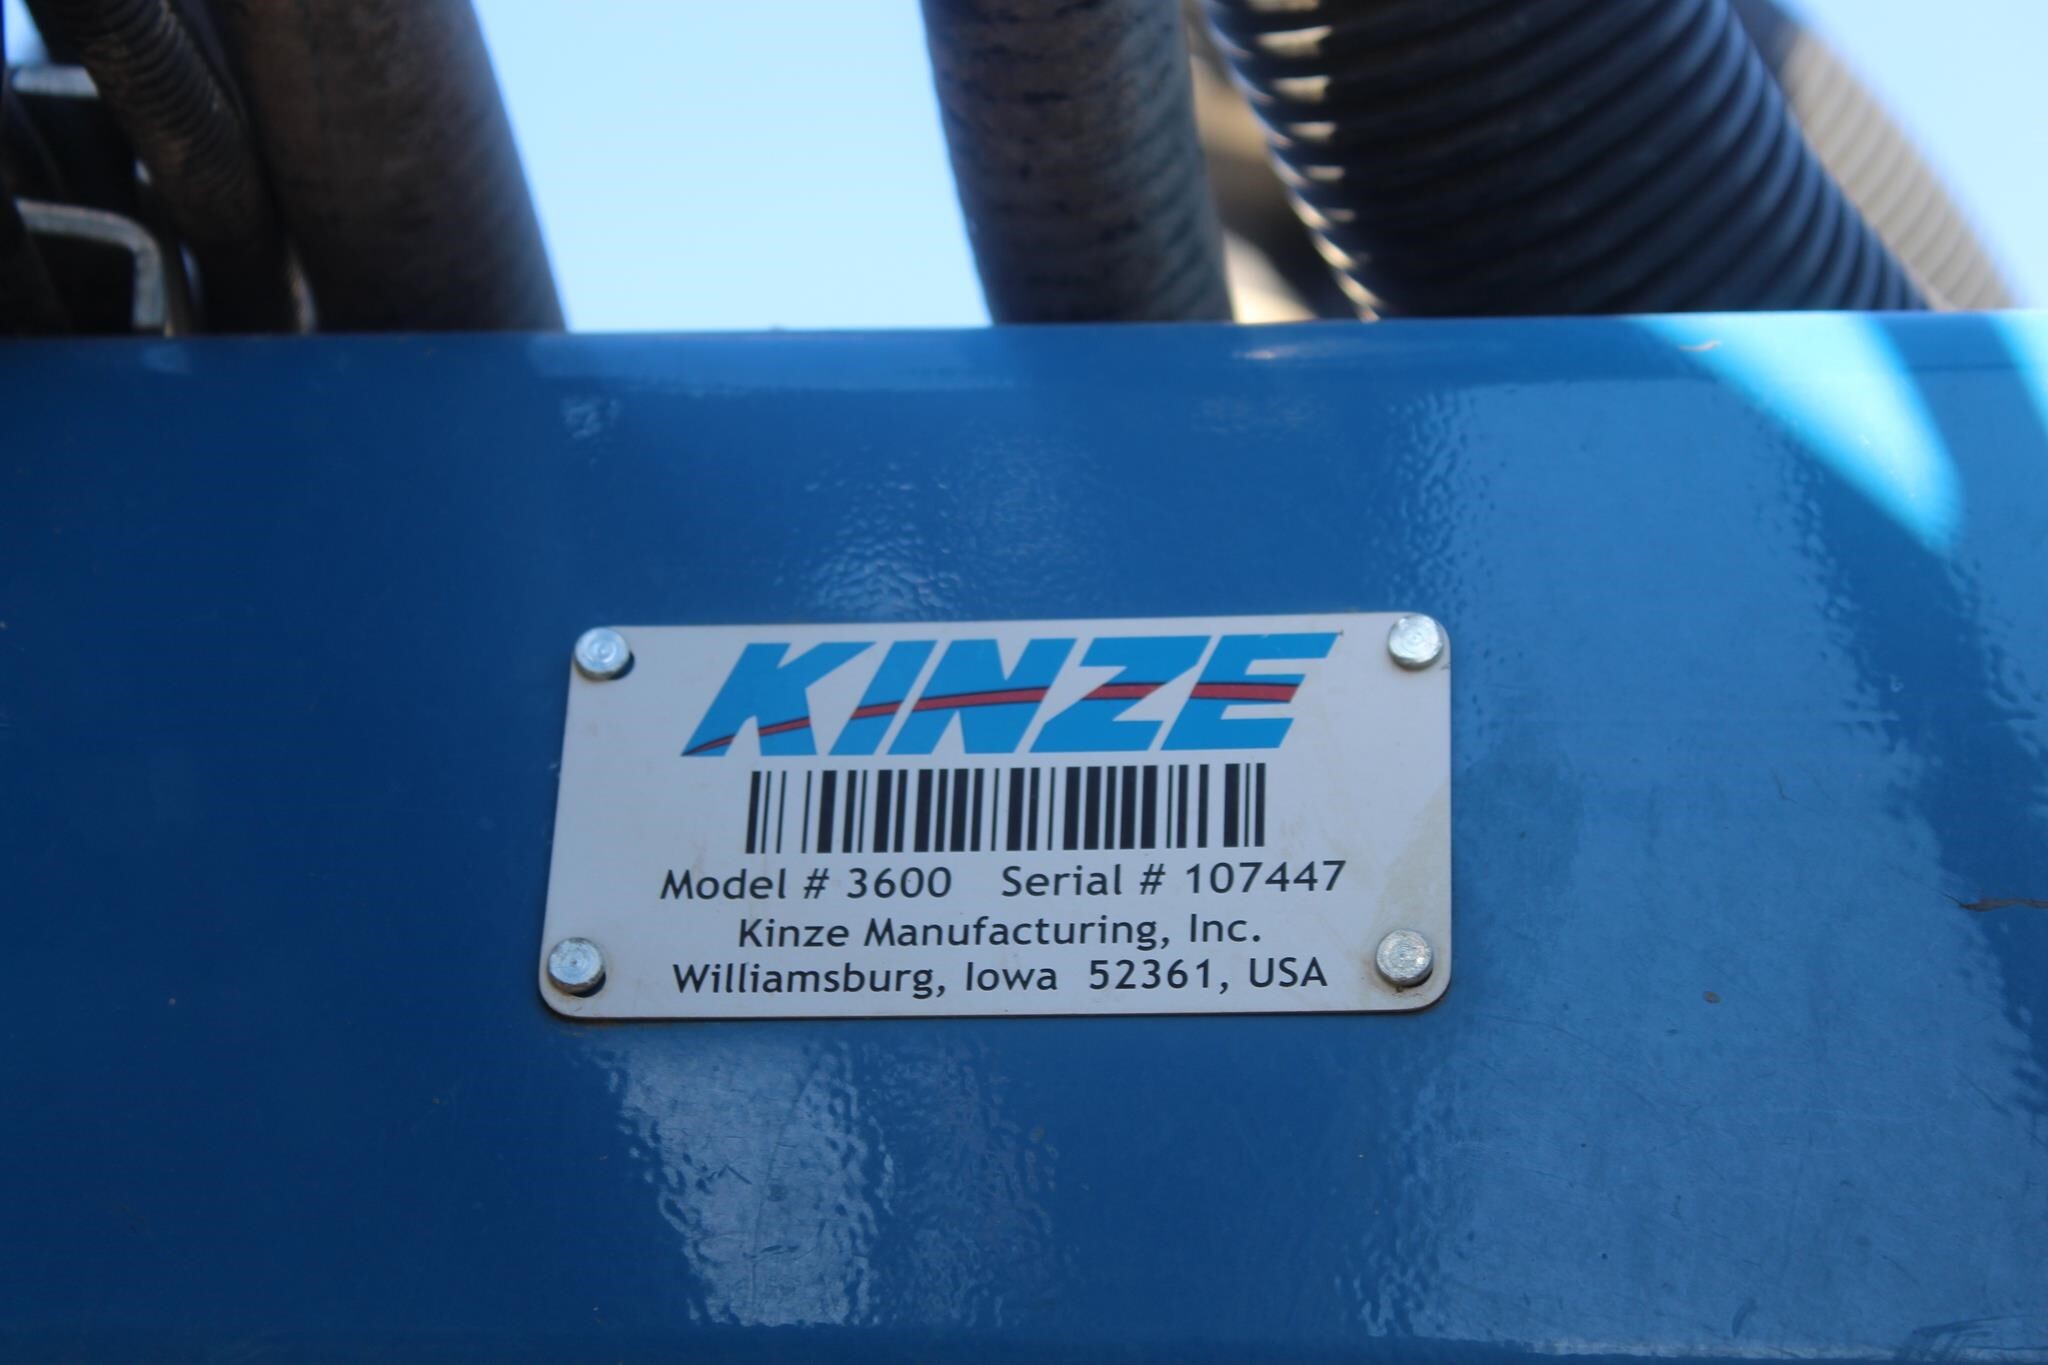 KINZE
Model # 3600 Serial # 107447
Kinze Manufacturing, Inc.
Williamsburg, Iowa 52361, USA